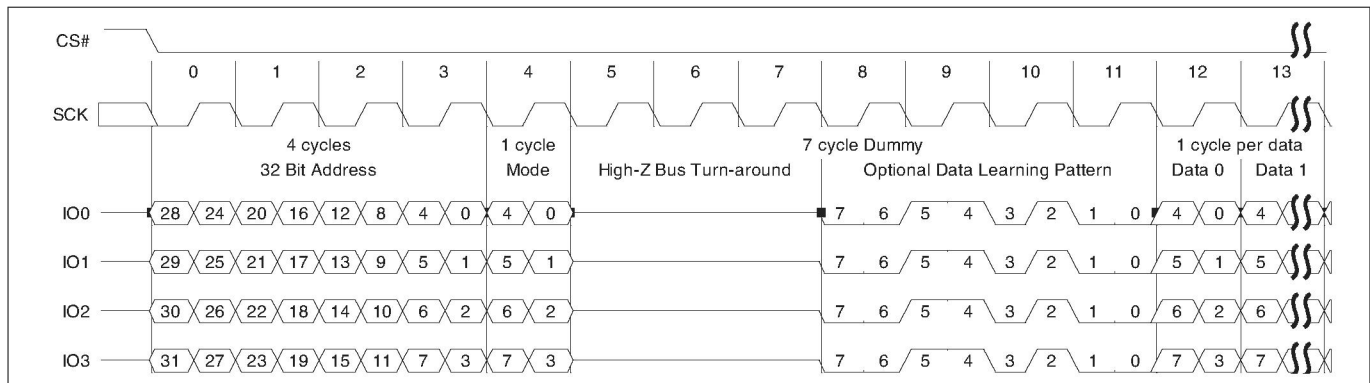 CS#
0 1 2 3 4 5 6 7 8 9 10 11 12 13
SCK
4 cycles 1 cycle 7 cycle Dummy 1 cycle per data
32 Bit Address Mode High-Z Bus Turn-around Optional Data Learning Pattern Data 0 Data 1
IO0 28 24 20 16 12 8 4 0 4 0 7 6 5 4 3 2 1 0 4 0 4
IO1 29 25 21 17 13 9 5 1 5 1 7 6 5 4 3 2 1 0 5 1 5
IO2 30 26 22 18 14 10 6 2 6 2 7 6 5 4 3 2 1 0 6 2 6
IO3 31 27 23 19 15 11 7 3 7 3 7 6 5 4 3 2 1 0 7 3 7